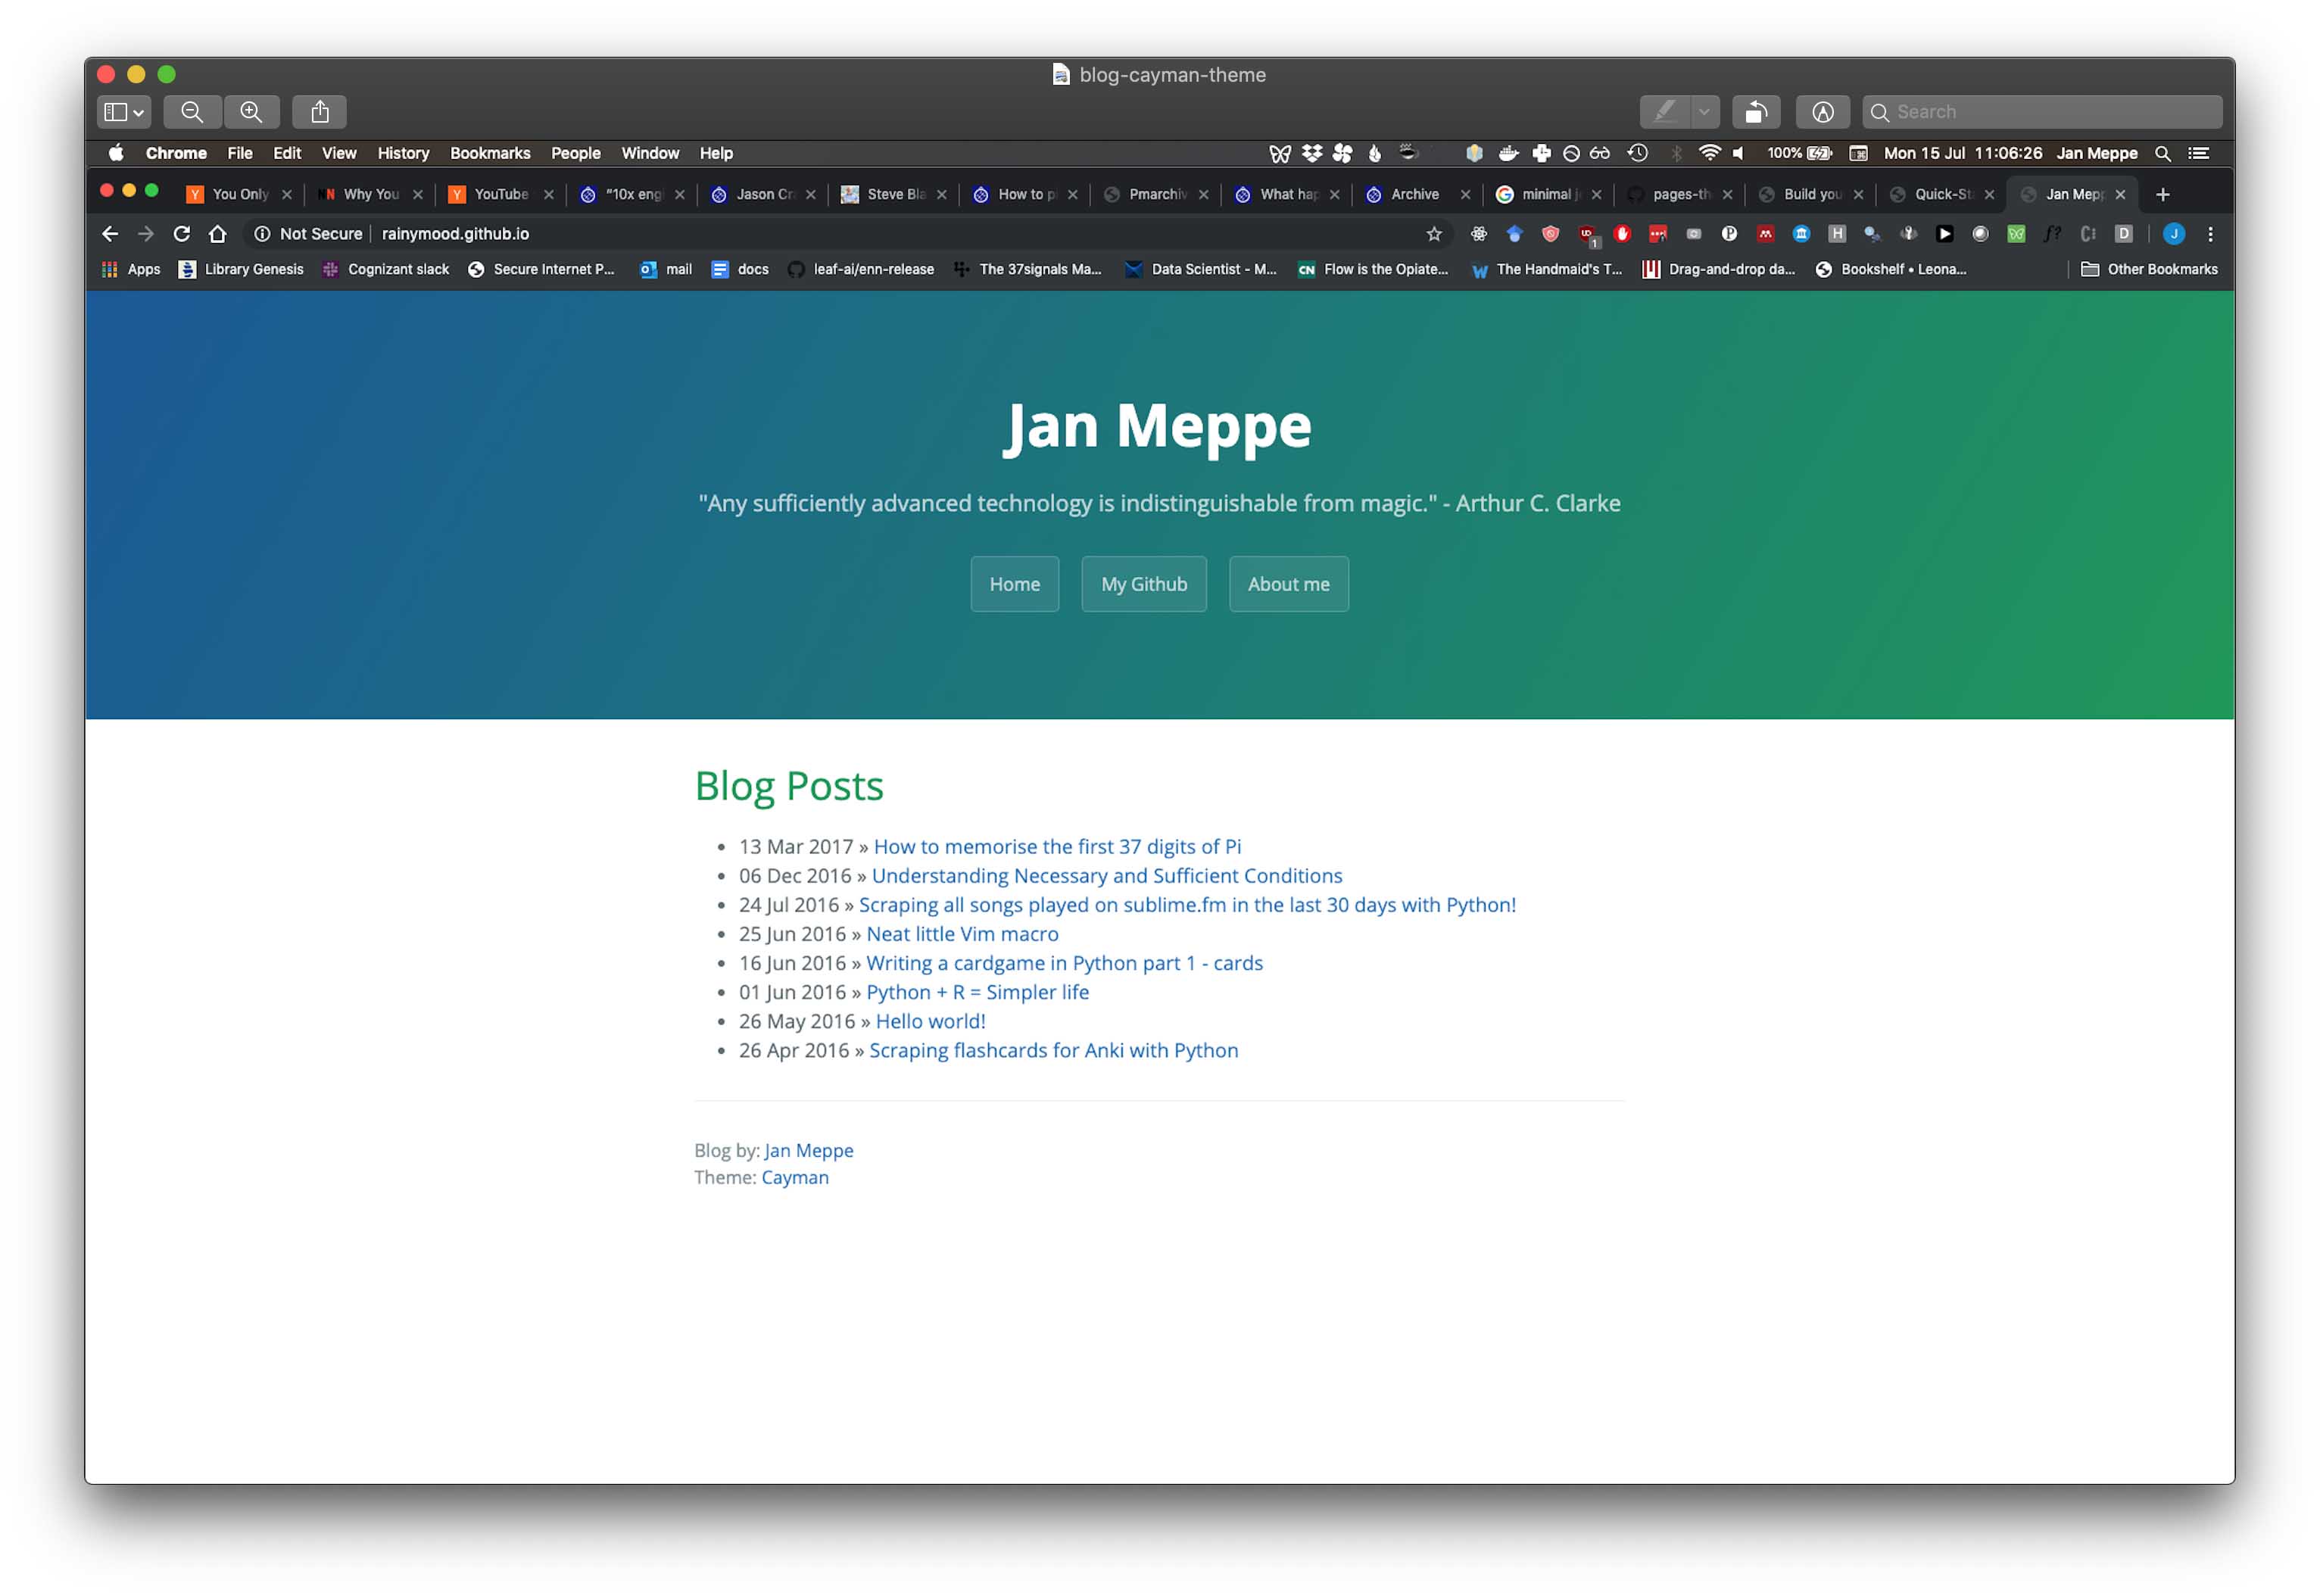 blog-cayman-theme
Search
Chrome File Edit View History Bookmarks People Window Help 100% Mon 15 Jul 11:06:26 Jan Meppe
You Only Why You YouTube "10x eng Jason Cr Steve Bla How to p Pmarchiv What hap Archive minimal j pages-th Build you Quick-St Jan Mepp
Not Secure rainymood.github.io
Apps Library Genesis Cognizant slack Secure Internet P... mail docs leaf-ai/enn-release The 37signals Ma... Data Scientist - M... CN Flow is the Opiate... The Handmaid's T... Drag-and-drop da... Bookshelf • Leona... Other Bookmarks
Jan Meppe
"Any sufficiently advanced technology is indistinguishable from magic." - Arthur C. Clarke
Home My Github About me
Blog Posts
• 13 Mar 2017 » How to memorise the first 37 digits of Pi
• 06 Dec 2016 » Understanding Necessary and Sufficient Conditions
• 24 Jul 2016 » Scraping all songs played on sublime.fm in the last 30 days with Python!
• 25 Jun 2016 » Neat little Vim macro
• 16 Jun 2016 » Writing a cardgame in Python part 1 - cards
• 01 Jun 2016 » Python + R = Simpler life
• 26 May 2016 » Hello world!
• 26 Apr 2016 » Scraping flashcards for Anki with Python
Blog by: Jan Meppe
Theme: Cayman